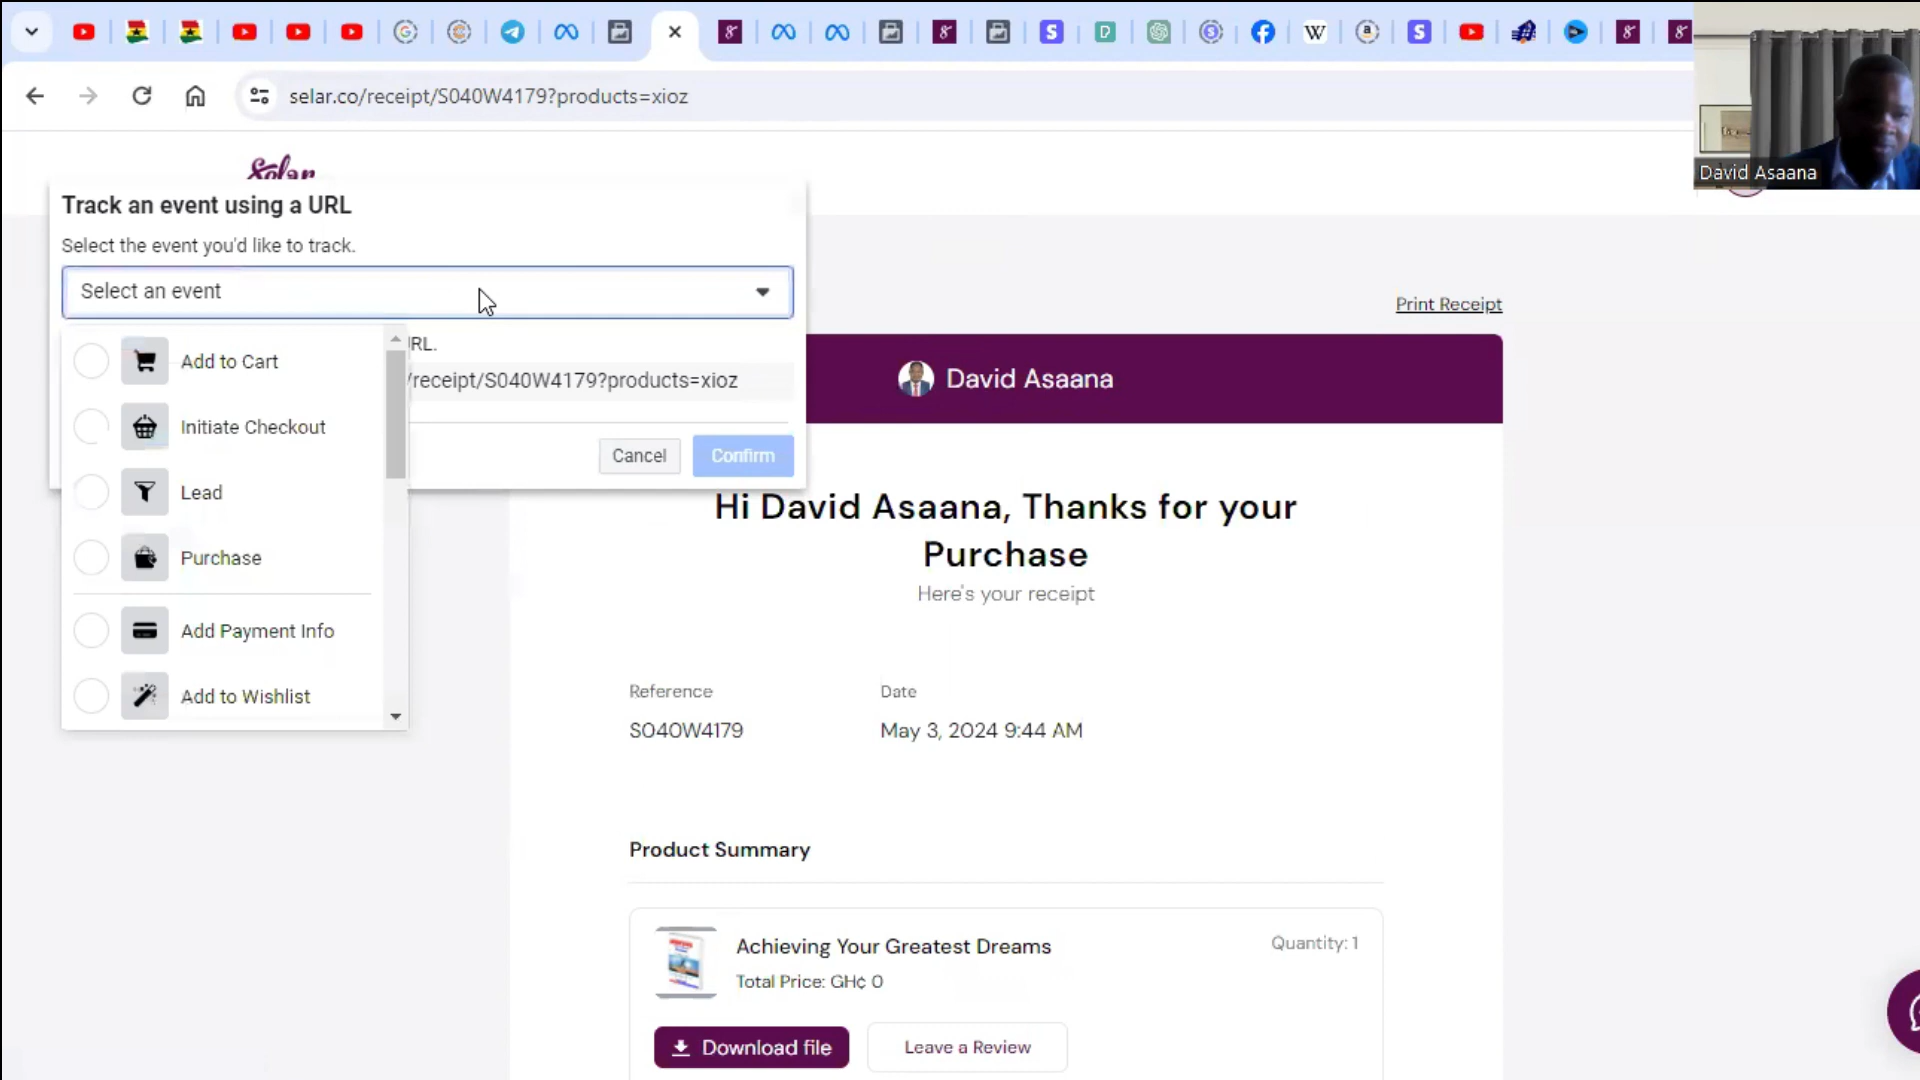 selar.co/receipt/S040W4179?products=xioz
David Asaana
Selar
Track an event using a URL
Select the event you'd like to track.
Select an event
Add to Cart
Initiate Checkout
Lead
Purchase
Add Payment Info
Add to Wishlist
RL.
/receipt/S040W4179?products=xioz
Cancel
Confirm
Print Receipt
David Asaana
Hi David Asaana, Thanks for your
Purchase
Here's your receipt
Reference
Date
S040W4179
May 3, 2024 9:44 AM
Product Summary
Achieving Your Greatest Dreams
Quantity: 1
Total Price: GH₵ 0
Download file
Leave a Review